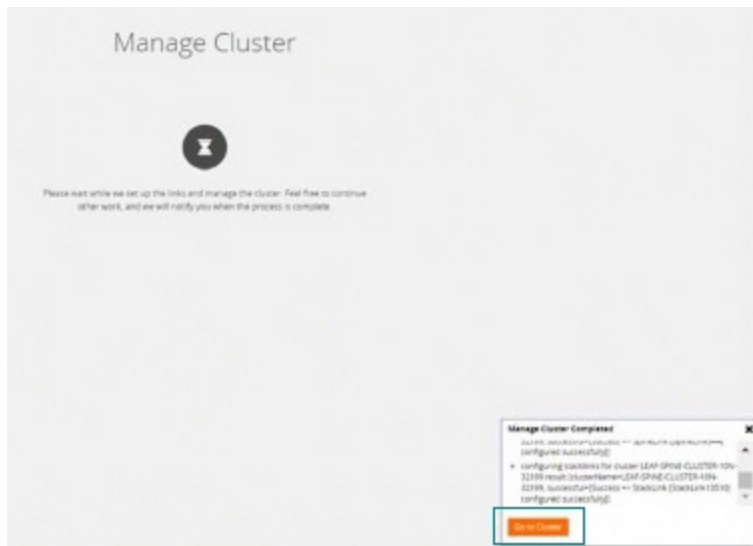 Manage Cluster
Please wait while we set up the links and manage the cluster. Feel free to continue
other work, and we will notify you when the process is complete.
Manage Cluster Completed
configured successfully]
configuring stacklinks for cluster LEAF-SPINE-CLUSTER-10N-
32199 result [clusterName=LEAF-SPINE-CLUSTER-10N-
32199, successful=[Success
configured successfully]
Go to Cluster